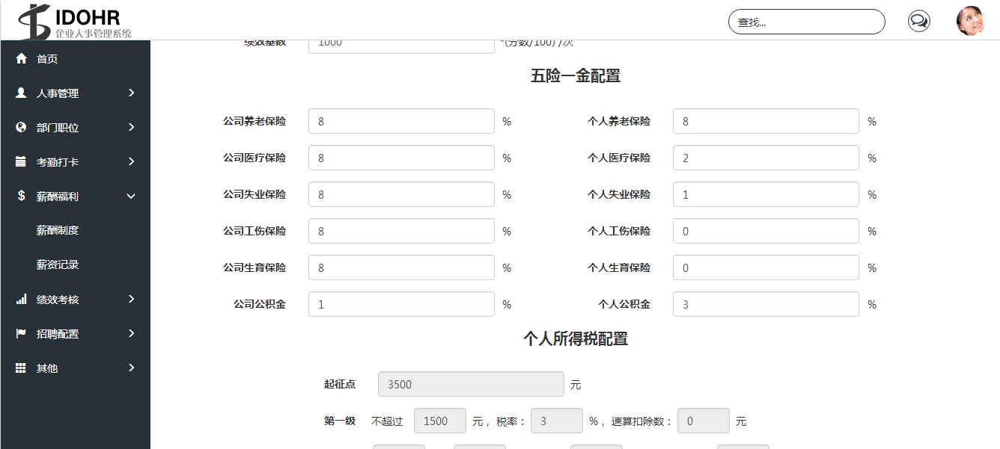 IDOHR
企业人事管理系统
查找...
首页
人事管理
部门职位
考勤打卡
薪酬福利
薪酬制度
薪资记录
绩效考核
招聘配置
其他
绩效基数 1000 *(分数/100) /次
五险一金配置
公司养老保险 8 % 个人养老保险 8 %
公司医疗保险 8 % 个人医疗保险 2 %
公司失业保险 8 % 个人失业保险 1 %
公司工伤保险 8 % 个人工伤保险 0 %
公司生育保险 8 % 个人生育保险 0 %
公司公积金 1 % 个人公积金 3 %
个人所得税配置
起征点 3500 元
第一级 不超过 1500 元，税率： 3 %，速算扣除数： 0 元